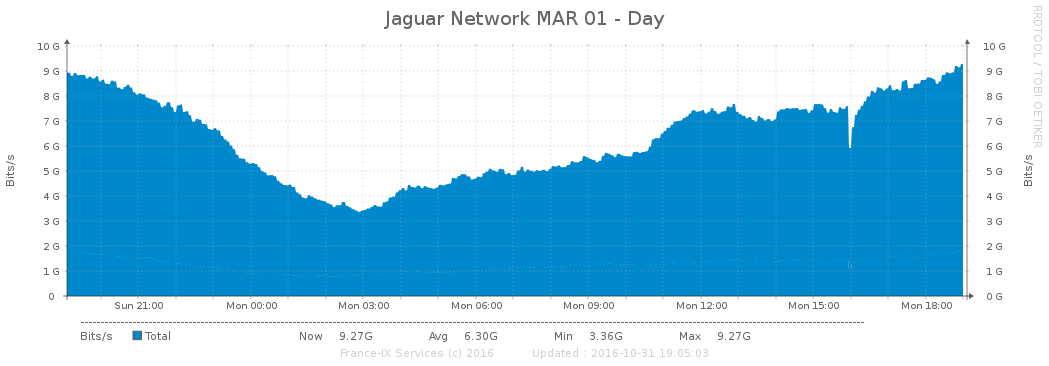 Jaguar Network MAR 01 - Day
RRDTOOL / TOBI OETIKER
10 G 10 G
9 G 9 G
8 G 8 G
7 G 7 G
6 G 6 G
5 G 5 G
4 G 4 G
3 G 3 G
2 G 2 G
1 G 1 G
0 0 G
Bits/s Bits/s
Sun 21:00 Mon 00:00 Mon 03:00 Mon 06:00 Mon 09:00 Mon 12:00 Mon 15:00 Mon 18:00
Bits/s Total Now 9.27G Avg 6.30G Min 3.36G Max 9.27G
France-IX Services (c) 2016 Updated : 2016-10-31 19:05:03